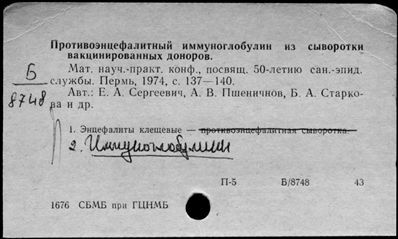 Противоэнцефалитный иммуноглобулин из сыворотки
вакцинированных доноров.
Мат. науч.-практ. конф., посвящ. 50-летию сан.-эпид.
службы. Пермь, 1974, с. 137—140.
Авт.: Е. А. Сергеевич, А. В. Пшеничнов, Б. А. Старко-
ва и др.
Б
8748
1. Энцефалиты клещевые — противоэнцефалитная сыворотка.
2. Иммуноглобулин
П-5 Б/8748 43
1676 СБМБ при ГЦНМБ